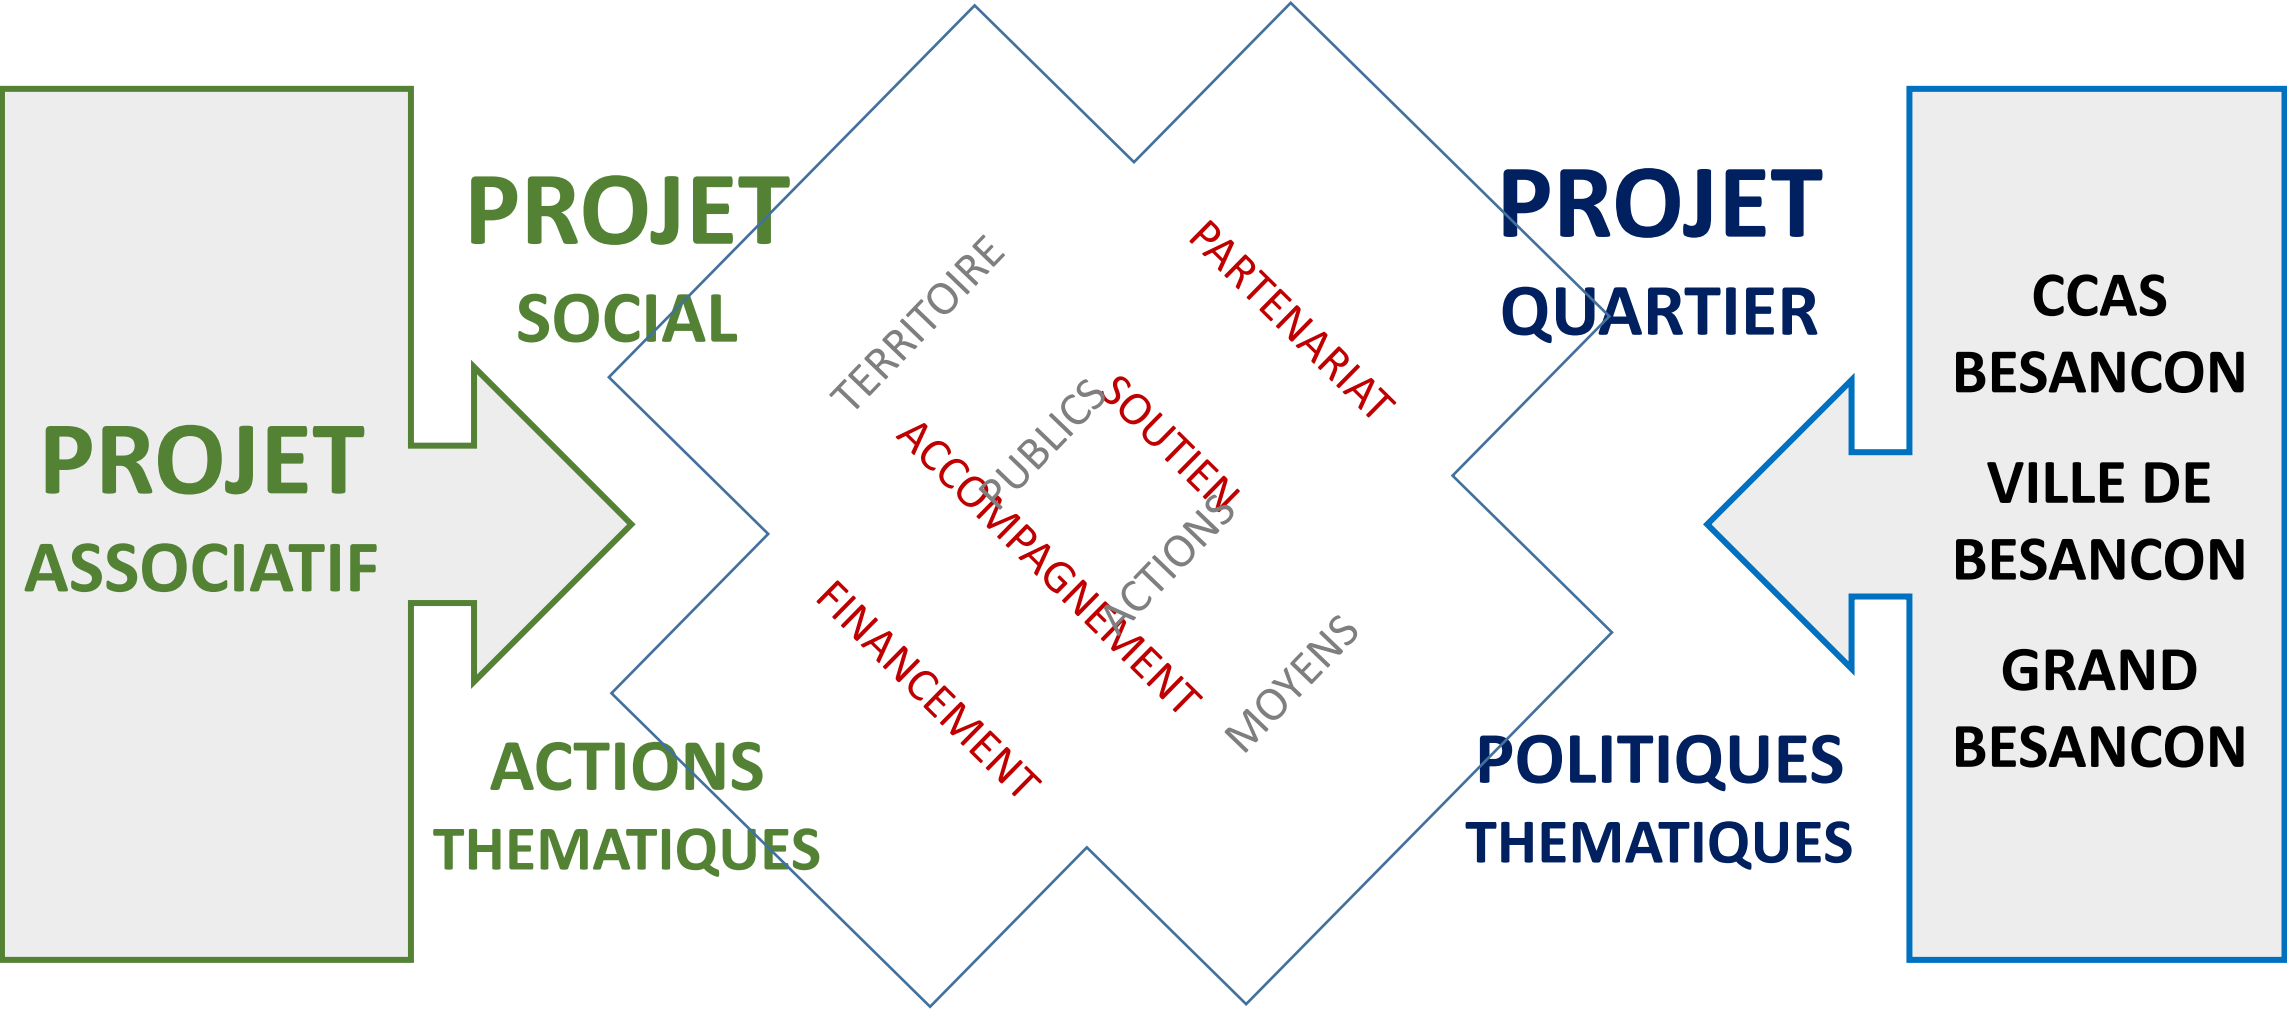 PROJET
ASSOCIATIF
PROJET
SOCIAL
ACTIONS
THEMATIQUES
TERRITOIRE
PUBLICS
ACTIONS
MOYENS
PARTENARIAT
SOUTIEN
ACCOMPAGNEMENT
FINANCEMENT
PROJET
QUARTIER
POLITIQUES
THEMATIQUES
CCAS
BESANCON
VILLE DE
BESANCON
GRAND
BESANCON